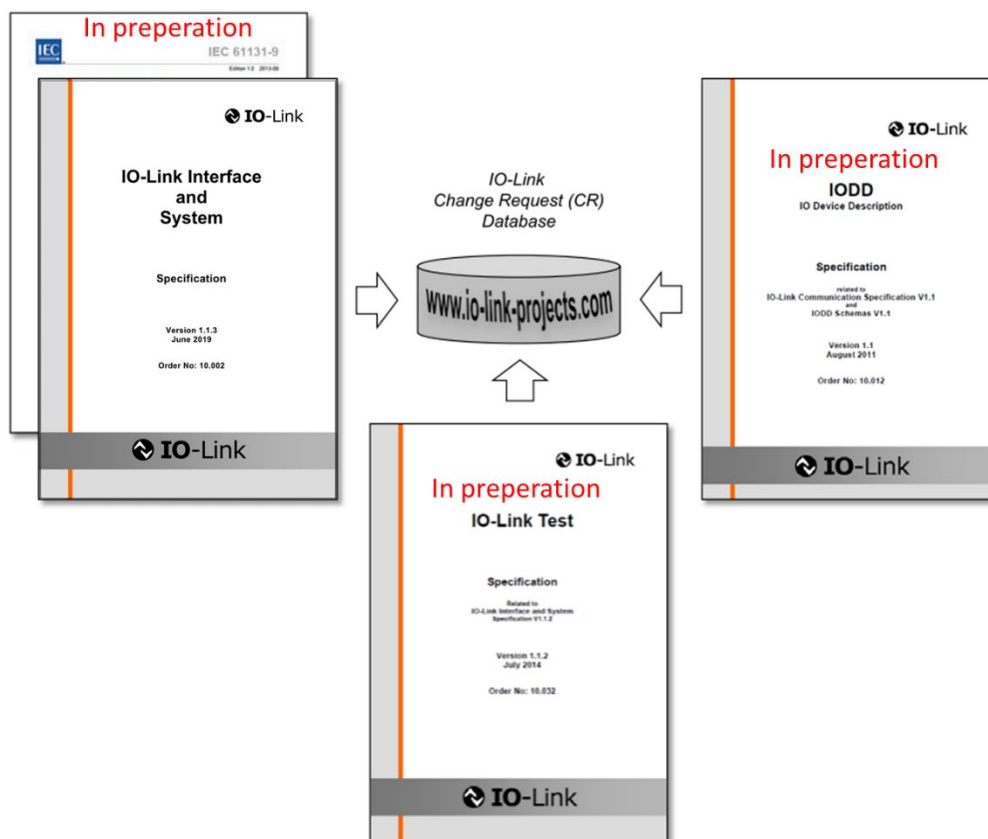 In preperation
IEC
IEC 61131-9
Edition 1.0 2013-09
IO-Link
IO-Link Interface
and
System
Specification
Version 1.1.3
June 2019
Order No: 10.002
IO-Link
IO-Link
Change Request (CR)
Database
www.io-link-projects.com
IO-Link
In preperation
IODD
IO Device Description
Specification
related to
IO-Link Communication Specification V1.1
and
IODD Schemas V1.1
Version 1.1
August 2011
Order No: 10.012
IO-Link
IO-Link
In preperation
IO-Link Test
Specification
Related to
IO-Link Interface and System
Specification V1.1.2
Version 1.1.2
July 2014
Order No: 10.032
IO-Link